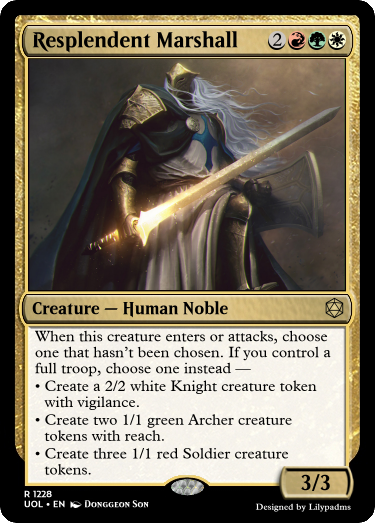 Resplendent Marshall 2
Creature — Human Noble
When this creature enters or attacks, choose
one that hasn't been chosen. If you control a
full troop, choose one instead —
• Create a 2/2 white Knight creature token
with vigilance.
• Create two 1/1 green Archer creature
tokens with reach.
• Create three 1/1 red Soldier creature
tokens.
3/3
R 1228
UOL • EN Donggeon Son
Designed by Lilypadms